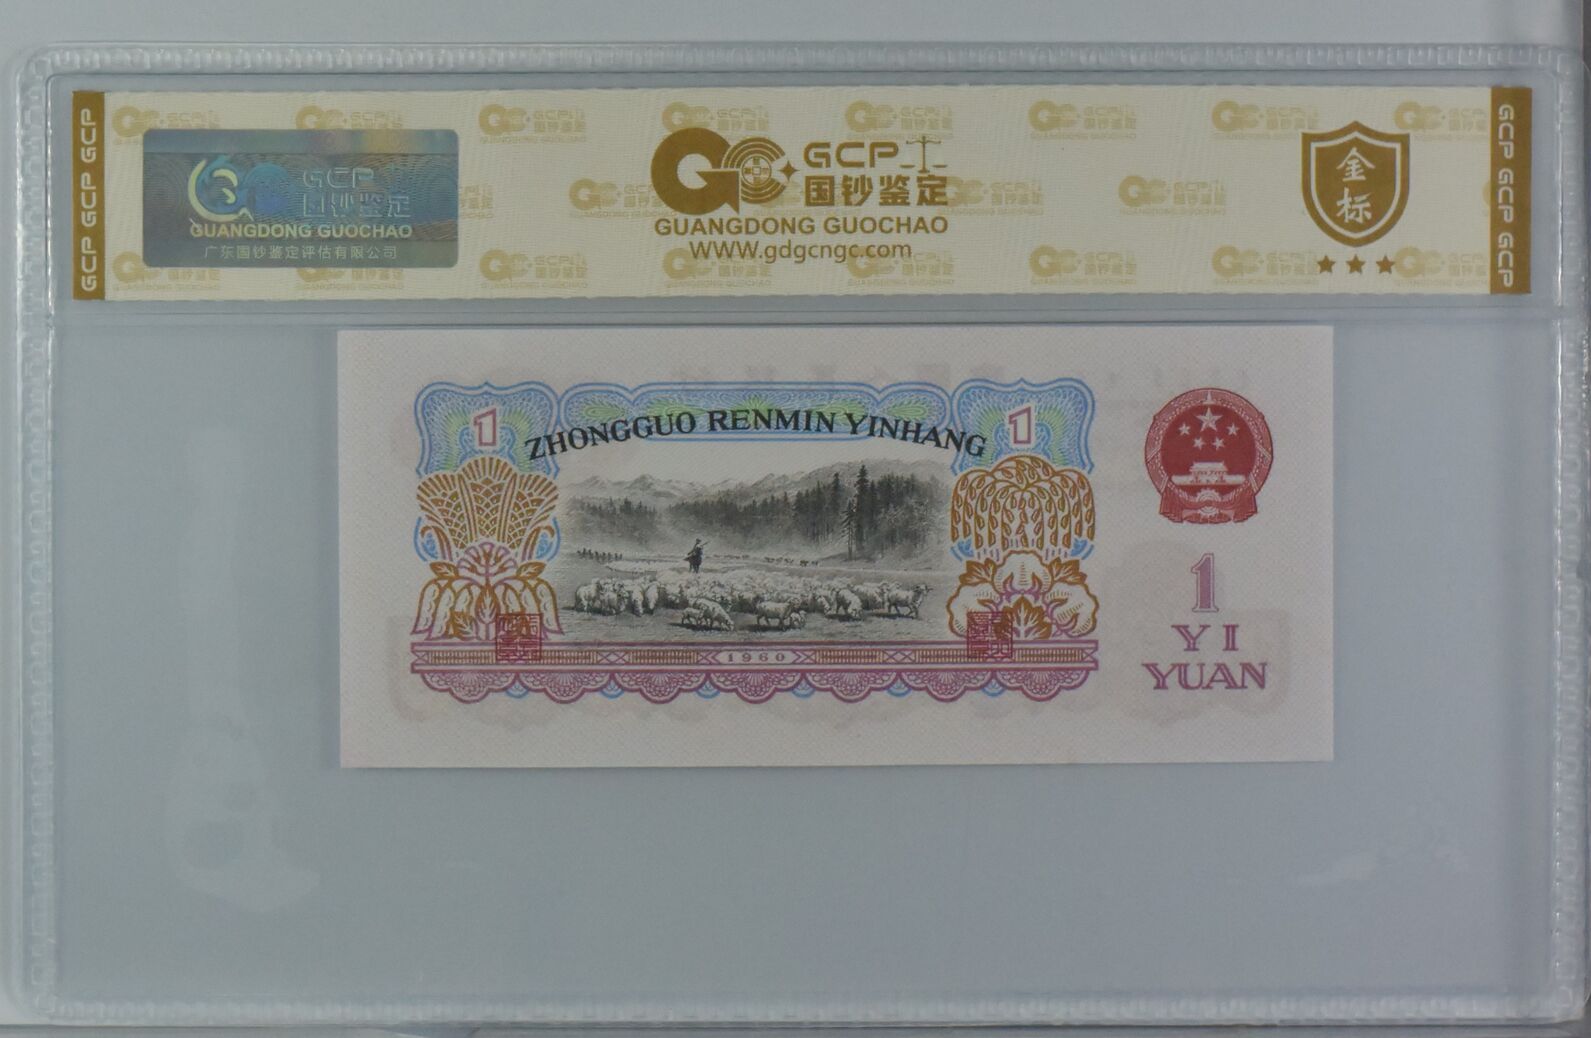 GCP GCP GCP
GCP
国钞鉴定
GUANGDONG GUOCHAO
广东国钞鉴定评估有限公司
GCP
国钞鉴定
GUANGDONG GUOCHAO
WWW.gdgcngc.com
金标
GCP GCP GCP
1
ZHONGGUO RENMIN YINHANG
1
1960
1
YI
YUAN